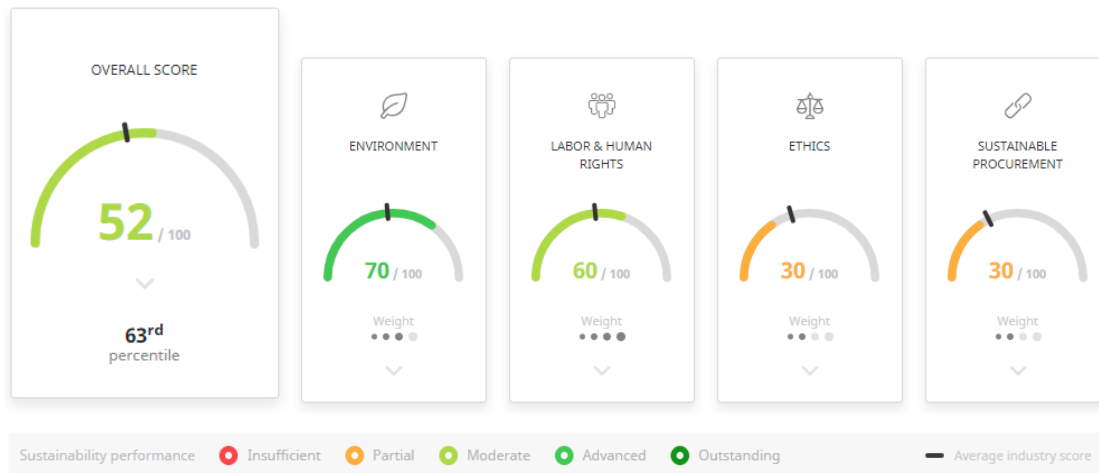 OVERALL SCORE
52 / 100
63rd
percentile
ENVIRONMENT
70 / 100
Weight
LABOR & HUMAN
RIGHTS
60 / 100
Weight
ETHICS
30 / 100
Weight
SUSTAINABLE
PROCUREMENT
30 / 100
Weight
Sustainability performance Insufficient Partial Moderate Advanced Outstanding Average industry score